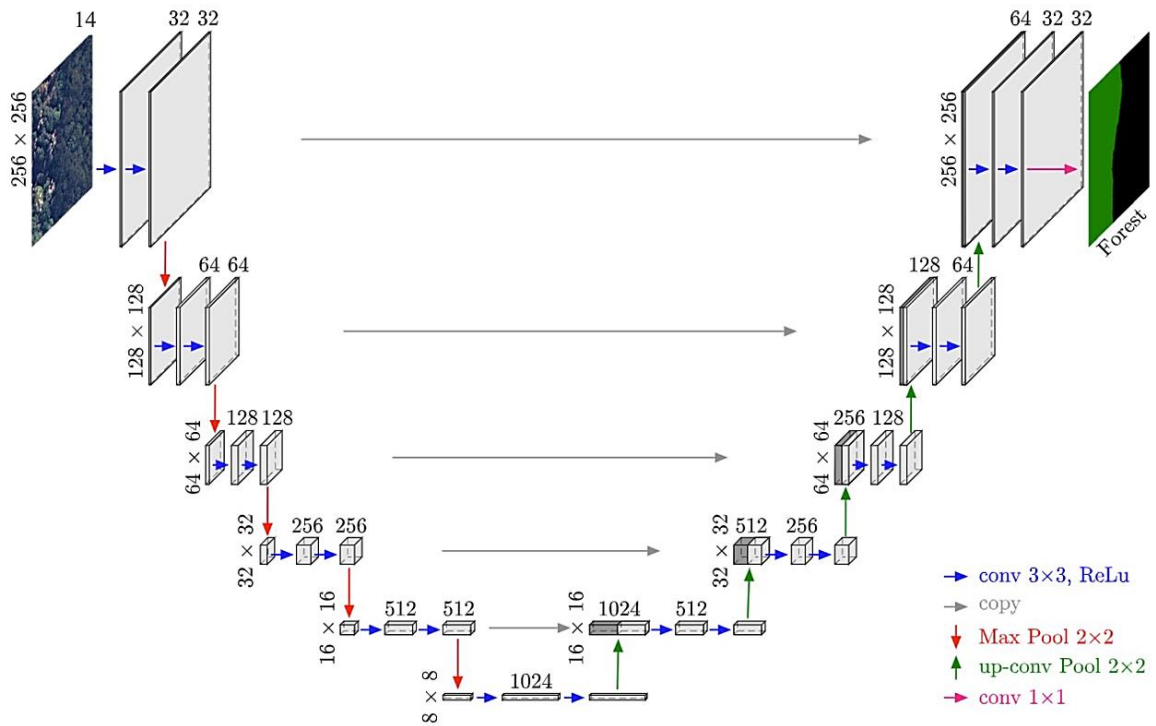 14
32 32
256 × 256
64 32 32
256 × 256
Forest
64 64
128 × 128
128 64
128 × 128
128 128
64 × 64
256 128
64 × 64
256 256
32 × 32
512 256
32 × 32
512 512
16 × 16
1024 512
16 × 16
1024
8 × 8
conv 3×3, ReLu
copy
Max Pool 2×2
up-conv Pool 2×2
conv 1×1